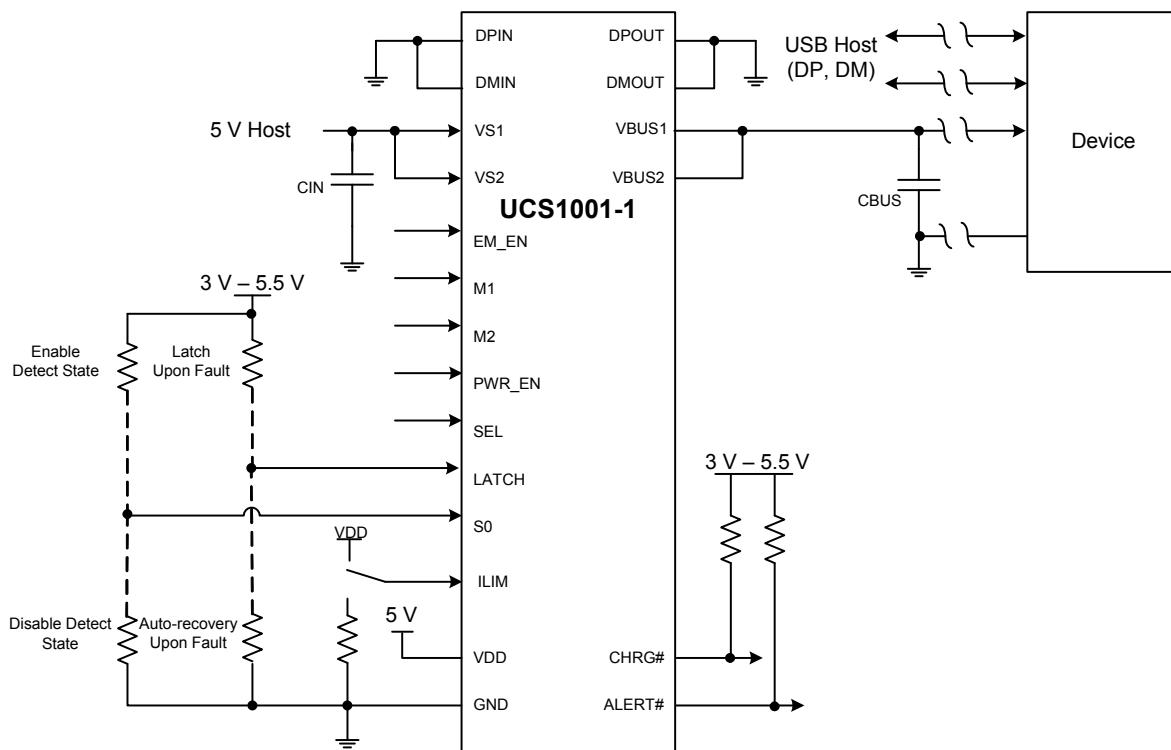 DPIN
DMIN
5 V Host
VS1
CIN
VS2
UCS1001-1
EM_EN
3 V – 5.5 V
M1
M2
Enable
Detect State
Latch
Upon Fault
PWR_EN
SEL
LATCH
S0
VDD
ILIM
Disable Detect
State
Auto-recovery
Upon Fault
5 V
VDD
GND
DPOUT
DMOUT
VBUS1
VBUS2
USB Host
(DP, DM)
CBUS
Device
3 V – 5.5 V
CHRG#
ALERT#